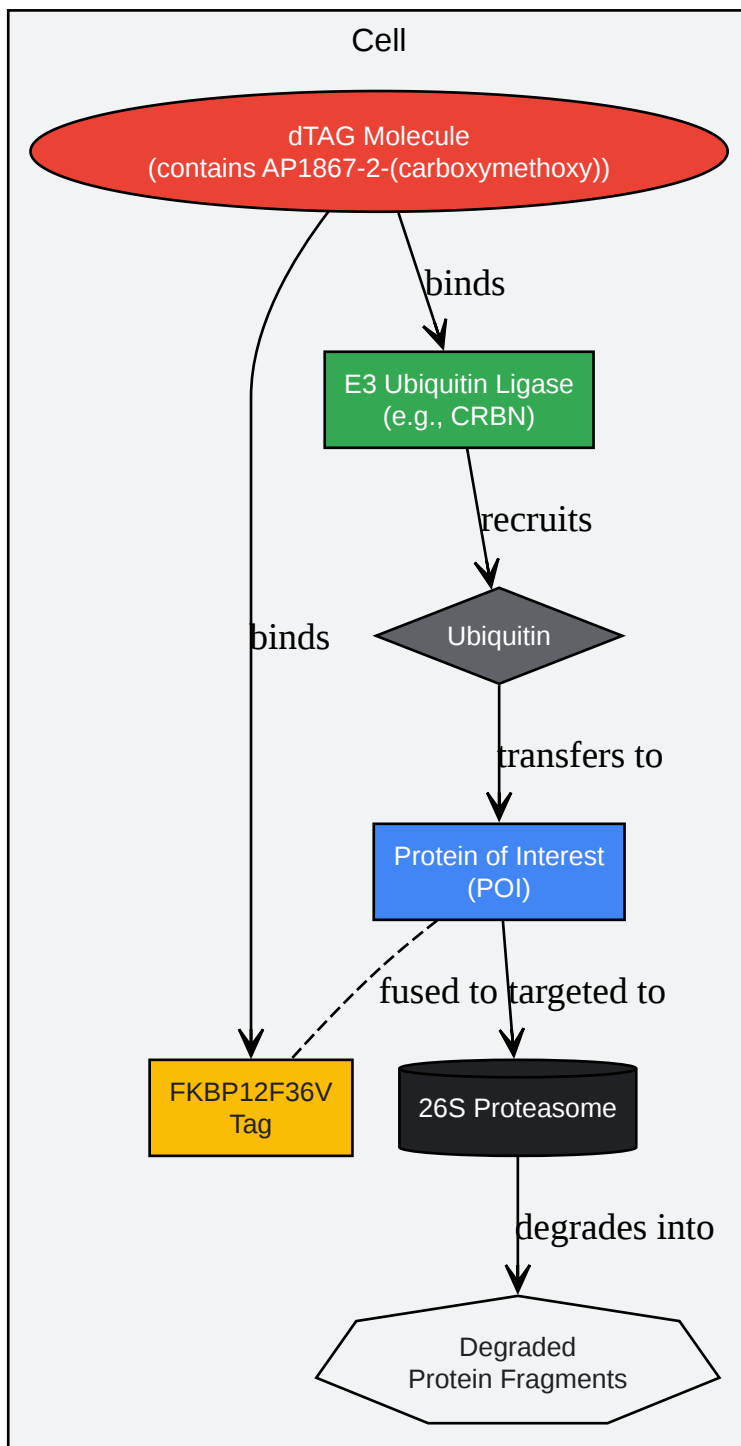 Cell
dTAG Molecule
(contains AP1867-2-(carboxymethoxy))
binds
E3 Ubiquitin Ligase
(e.g., CRBN)
recruits
binds
Ubiquitin
transfers to
Protein of Interest
(POI)
fused to
targeted to
FKBP12F36V
Tag
26S Proteasome
degrades into
Degraded
Protein Fragments